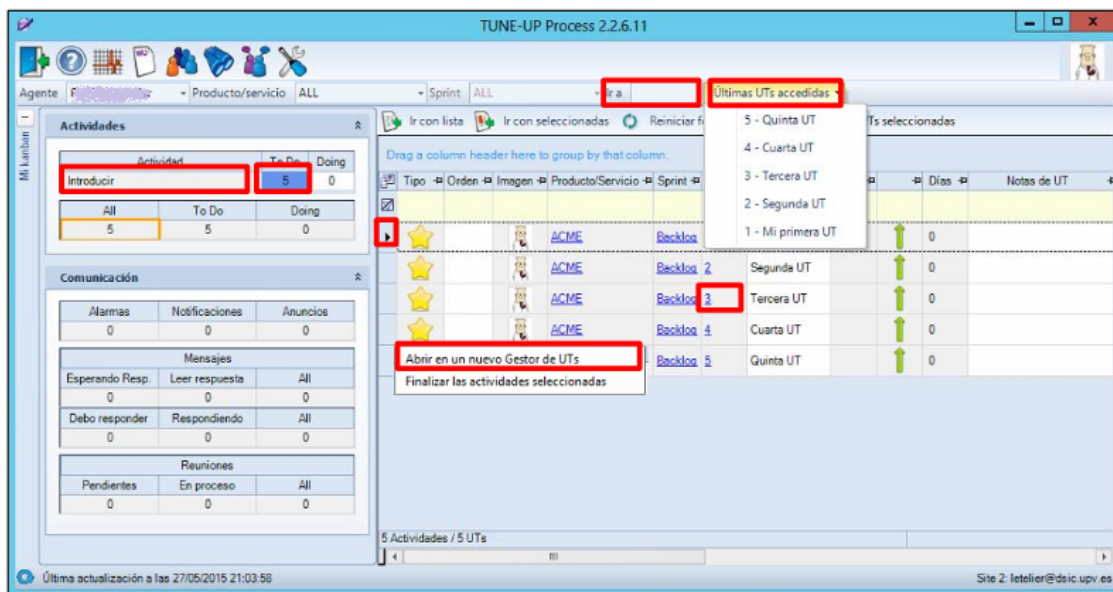 TUNE-UP Process 2.2.6.11
Agente Producto/servicio ALL Sprint ALL Ir a Últimas UTs accedidas
Mi kanban
Actividades
Actividad To Do Doing
Introducir 5 0
All To Do Doing
5 5 0
Comunicación
Alarmas Notificaciones Anuncios
0 0 0
Mensajes
Esperando Resp. Leer respuesta All
0 0 0
Debo responder Respondiendo All
0 0 0
Reuniones
Pendientes En proceso All
0 0 0
Ir con lista Ir con seleccionadas Reiniciar Ts seleccionadas
5 - Quinta UT
4 - Cuarta UT
3 - Tercera UT
2 - Segunda UT
1 - Mi primera UT
Drag a column header here to group by that column.
Tipo Orden Imagen Producto/Servicio Sprint Días Notas de UT
ACME Backlog 0
ACME Backlog 2 Segunda UT 0
ACME Backlog 3 Tercera UT 0
ACME Backlog 4 Cuarta UT 0
Backlog 5 Quinta UT 0
Abrir en un nuevo Gestor de UTs
Finalizar las actividades seleccionadas
5 Actividades / 5 UTs
Última actualización a las 27/05/2015 21:03:58 Site 2: letelier@dsic.upv.es